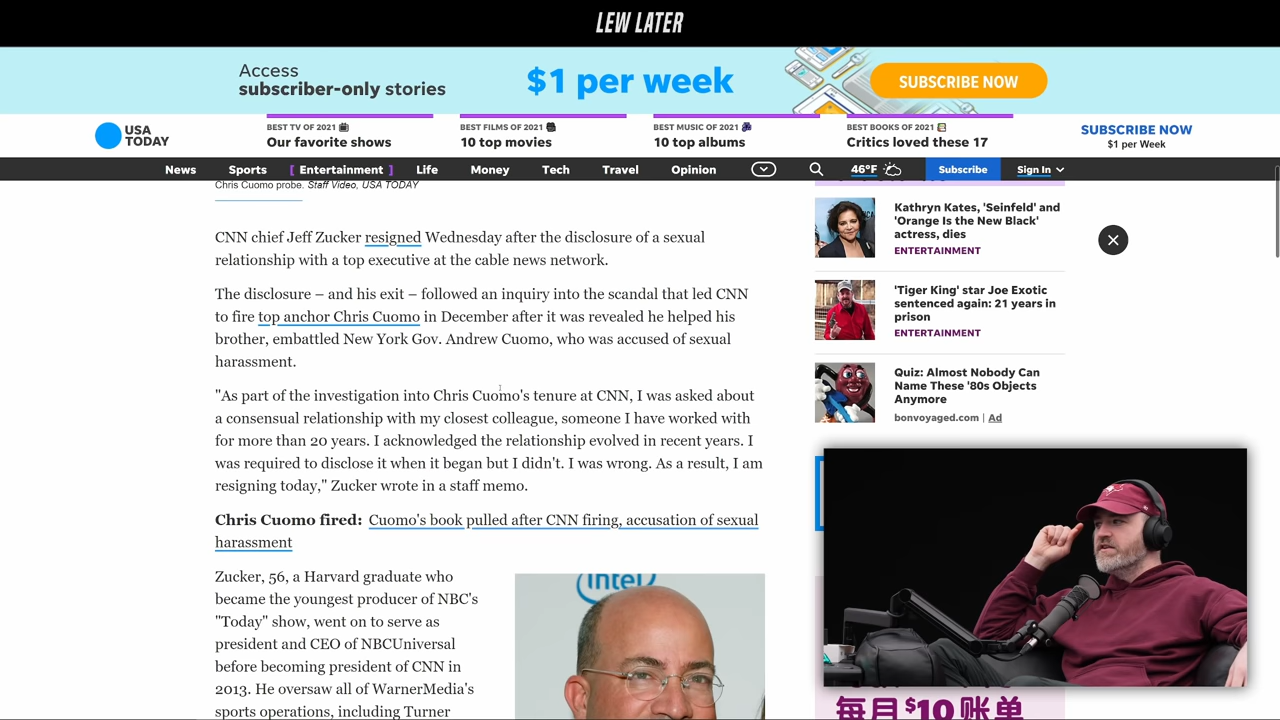 LEW LATER
Access
subscriber-only stories
$1 per week
SUBSCRIBE NOW
USA
TODAY
BEST TV OF 2021
Our favorite shows
BEST FILMS OF 2021
10 top movies
BEST MUSIC OF 2021
10 top albums
BEST BOOKS OF 2021
Critics loved these 17
SUBSCRIBE NOW
$1 per Week
News
Sports
[ Entertainment ]
Life
Money
Tech
Travel
Opinion
46°F
Subscribe
Sign In
Chris Cuomo probe. Staff Video, USA TODAY
CNN chief Jeff Zucker resigned Wednesday after the disclosure of a sexual
relationship with a top executive at the cable news network.
The disclosure – and his exit – followed an inquiry into the scandal that led CNN
to fire top anchor Chris Cuomo in December after it was revealed he helped his
brother, embattled New York Gov. Andrew Cuomo, who was accused of sexual
harassment.
"As part of the investigation into Chris Cuomo's tenure at CNN, I was asked about
a consensual relationship with my closest colleague, someone I have worked with
for more than 20 years. I acknowledged the relationship evolved in recent years. I
was required to disclose it when it began but I didn't. I was wrong. As a result, I am
resigning today," Zucker wrote in a staff memo.
Chris Cuomo fired: Cuomo's book pulled after CNN firing, accusation of sexual
harassment
Zucker, 56, a Harvard graduate who
became the youngest producer of NBC's
"Today" show, went on to serve as
president and CEO of NBCUniversal
before becoming president of CNN in
2013. He oversaw all of WarnerMedia's
sports operations, including Turner
intel
Kathryn Kates, 'Seinfeld' and
'Orange Is the New Black'
actress, dies
ENTERTAINMENT
'Tiger King' star Joe Exotic
sentenced again: 21 years in
prison
ENTERTAINMENT
Quiz: Almost Nobody Can
Name These '80s Objects
Anymore
bonvoyaged.com | Ad
每月$10账单